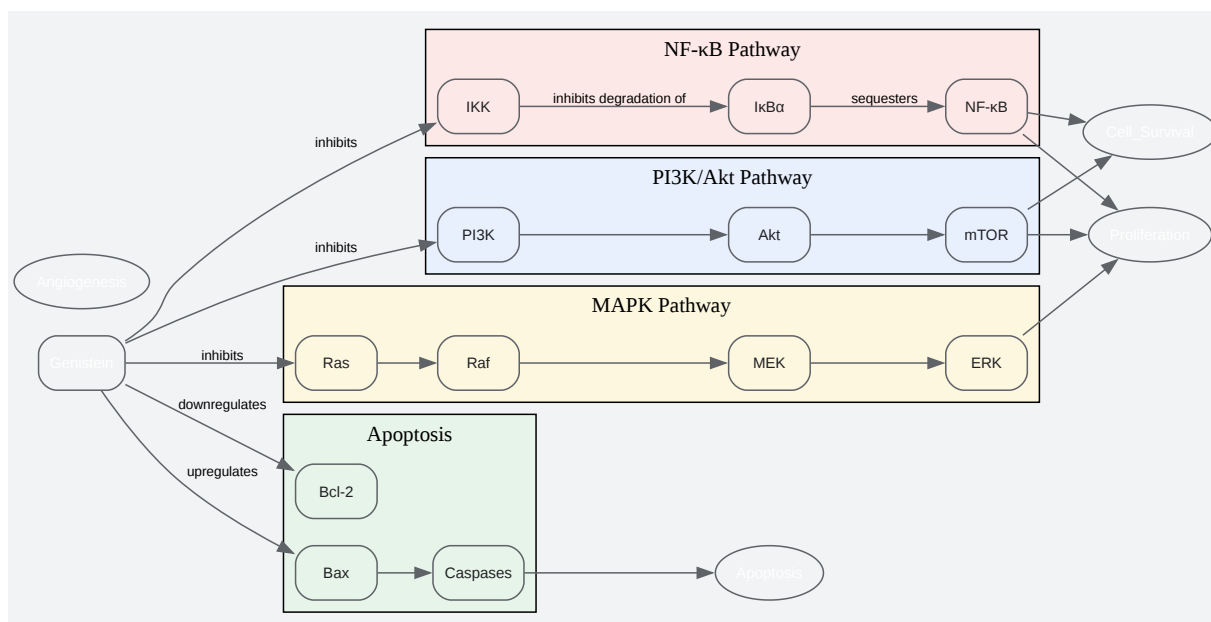 NF-κB Pathway
IKK
inhibits degradation of
IκBα
sequesters
NF-κB
Cell_Survival
inhibits
PI3K/Akt Pathway
PI3K
Akt
mTOR
Proliferation
inhibits
Angiogenesis
MAPK Pathway
Genistein
inhibits
Ras
Raf
MEK
ERK
downregulates
Apoptosis
upregulates
Bcl-2
Bax
Caspases
Apoptosis